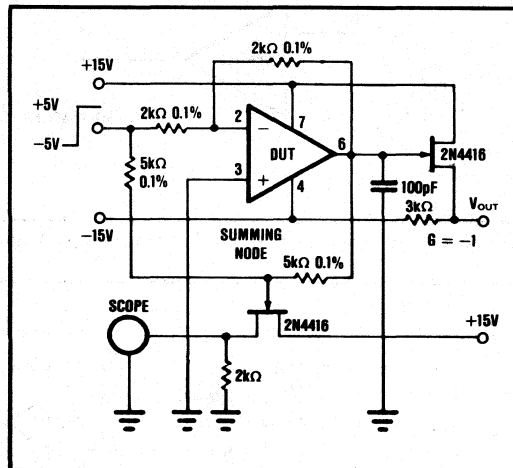 2kΩ 0.1%
+15V
+5V
-5V
2kΩ 0.1%
2
7
DUT
6
2N4416
3
4
5kΩ
0.1%
100pF
3kΩ
VOUT
-15V
G = -1
SUMMING
NODE
5kΩ 0.1%
SCOPE
2N4416
+15V
2kΩ